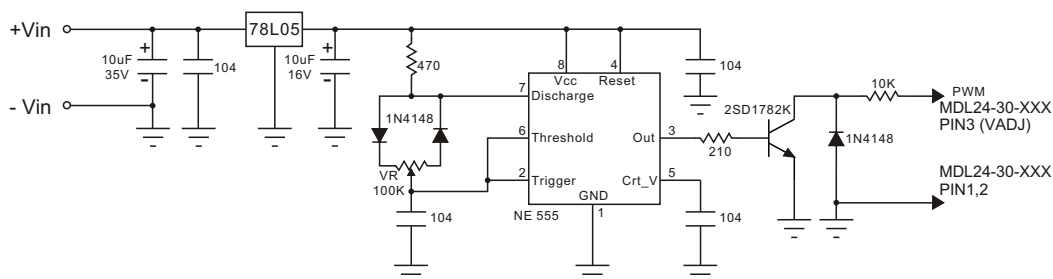 +Vin
78L05
+
10uF
35V
-
104
+
10uF
16V
-
470
8
Vcc
4
Reset
104
- Vin
7
Discharge
1N4148
6
Threshold
Out
3
210
2SD1782K
1N4148
10K
PWM
MDL24-30-XXX
PIN3 (VADJ)
VR
100K
2
Trigger
Crt_V
5
MDL24-30-XXX
PIN1,2
GND
104
NE 555
1
104